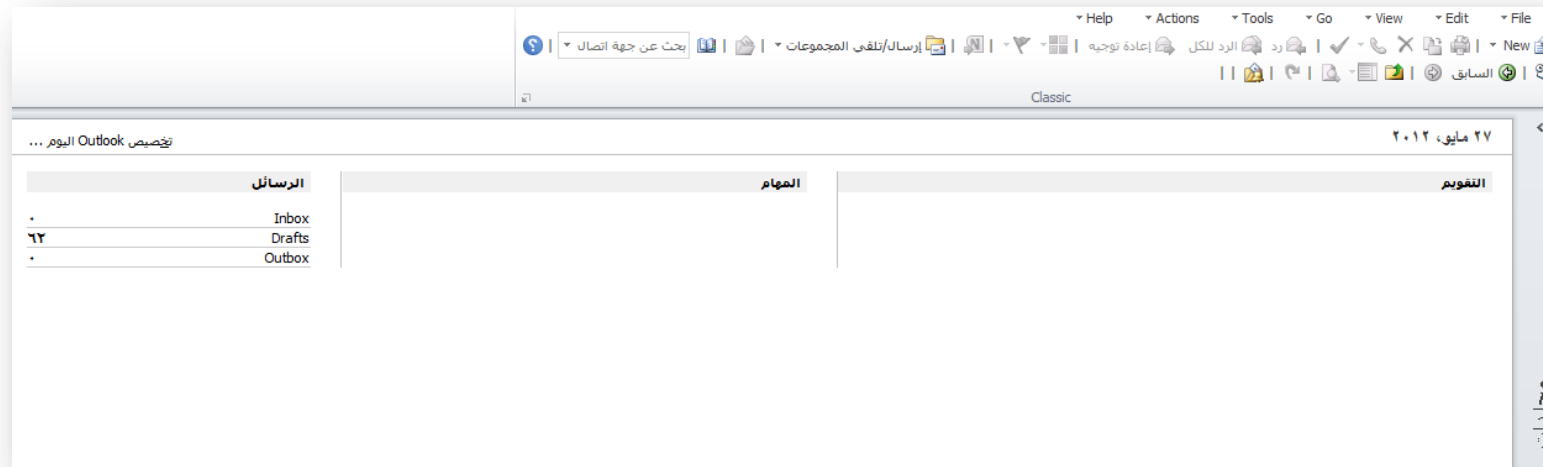 File Edit View Go Tools Actions Help
New رد الرد للكل إعادة توجيه إرسال/تلقي المجموعات بحث عن جهة اتصال
السابق
Classic
٢٧ مايو، ٢٠١٢ تخصيص Outlook اليوم ...
التقويم المهام الرسائل
Inbox ٠
Drafts ٦٢
Outbox ٠